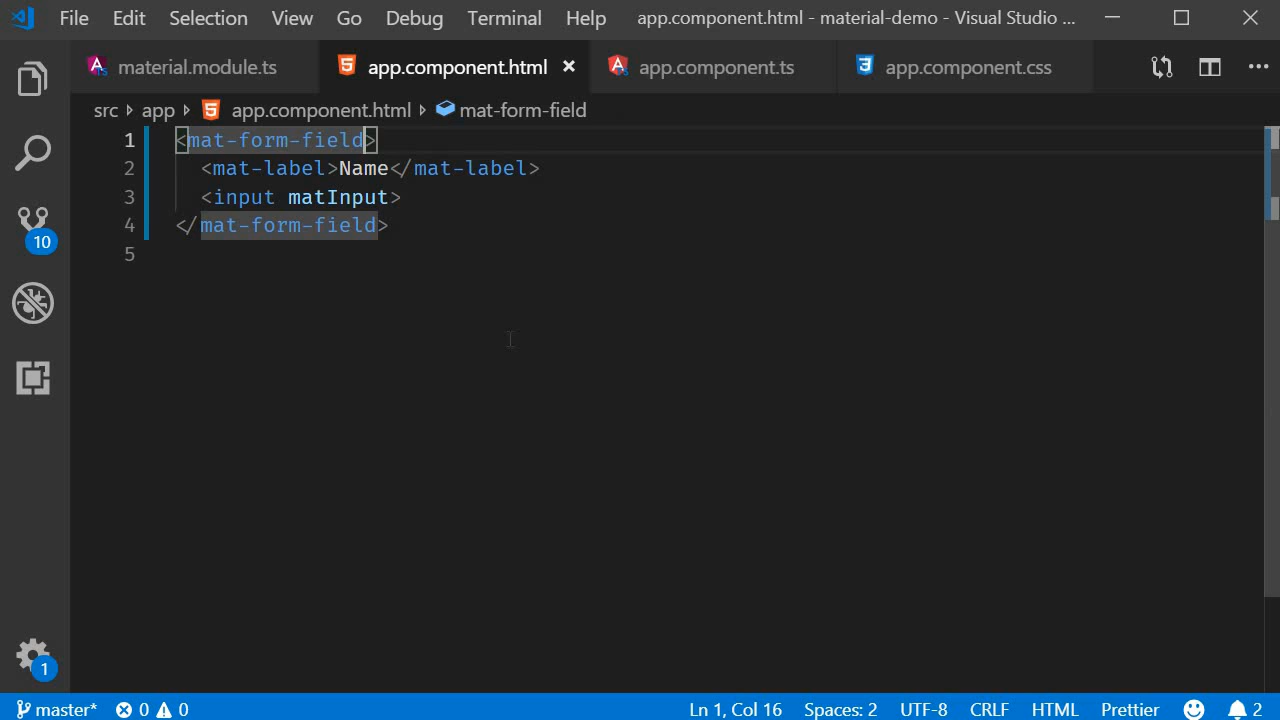 File Edit Selection View Go Debug Terminal Help app.component.html - material-demo - Visual Studio ...
material.module.ts app.component.html app.component.ts app.component.css
src app app.component.html mat-form-field
1 <mat-form-field>
2 <mat-label>Name</mat-label>
3 <input matInput>
4 </mat-form-field>
5
10
1
master* 0 0 Ln 1, Col 16 Spaces: 2 UTF-8 CRLF HTML Prettier 2